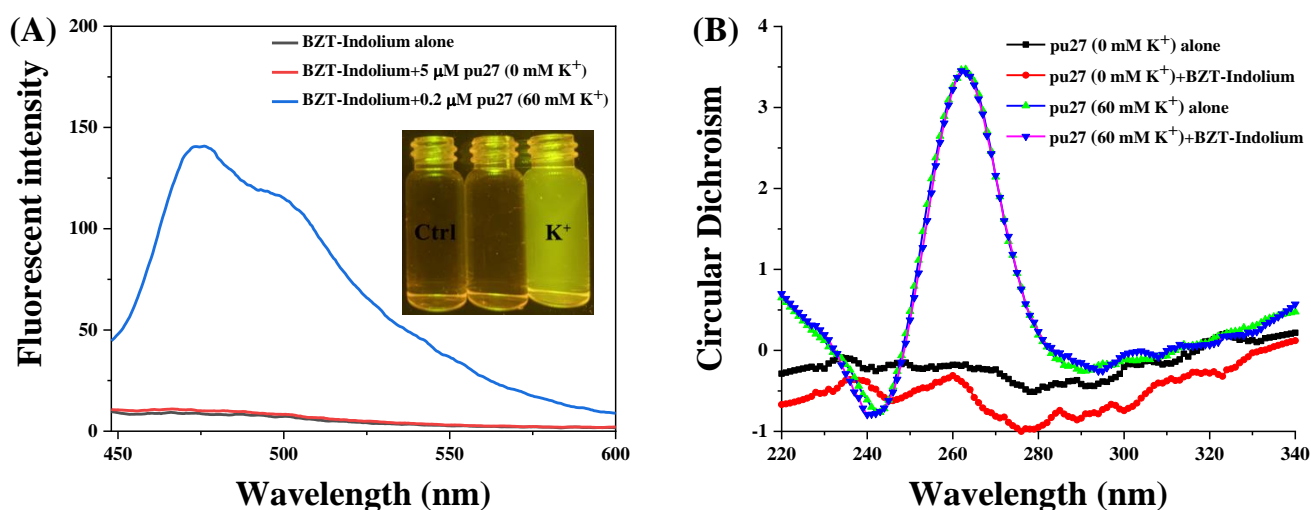 (A)
200
150
100
50
0
450
500
550
600
Fluorescent intensity
Wavelength (nm)
BZT-Indolium alone
BZT-Indolium+5 μM pu27 (0 mM K⁺)
BZT-Indolium+0.2 μM pu27 (60 mM K⁺)
Ctrl
K⁺
(B)
4
3
2
1
0
-1
220
240
260
280
300
320
340
Circular Dichroism
Wavelength (nm)
pu27 (0 mM K⁺) alone
pu27 (0 mM K⁺)+BZT-Indolium
pu27 (60 mM K⁺) alone
pu27 (60 mM K⁺)+BZT-Indolium